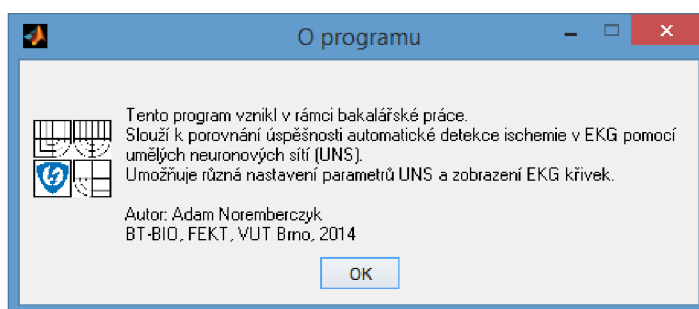 O programu
Tento program vznikl v rámci bakalářské práce.
Slouží k porovnání úspěšnosti automatické detekce ischemie v EKG pomocí
umělých neuronových sítí (UNS).
Umožňuje různá nastavení parametrů UNS a zobrazení EKG křivek.
Autor: Adam Noremberczyk
BT-BIO, FEKT, VUT Brno, 2014
OK